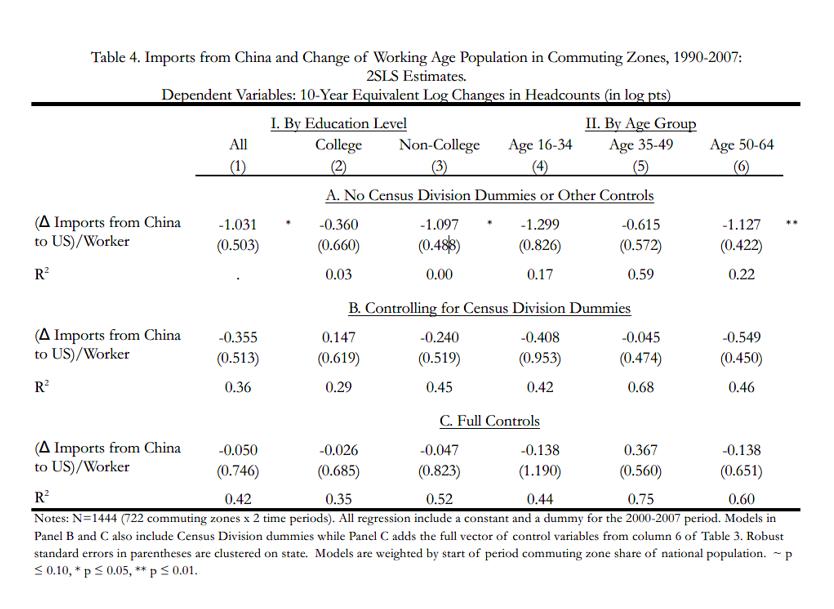 Table 4. Imports from China and Change of Working Age Population in Commuting Zones, 1990-2007:
2SLS Estimates.
Dependent Variables: 10-Year Equivalent Log Changes in Headcounts (in log pts)
I. By Education Level II. By Age Group
All College Non-College Age 16-34 Age 35-49 Age 50-64
(1) (2) (3) (4) (5) (6)
A. No Census Division Dummies or Other Controls
(Δ Imports from China -1.031 * -0.360 -1.097 * -1.299 -0.615 -1.127 **
to US)/Worker (0.503) (0.660) (0.488) (0.826) (0.572) (0.422)
R² . 0.03 0.00 0.17 0.59 0.22
B. Controlling for Census Division Dummies
(Δ Imports from China -0.355 0.147 -0.240 -0.408 -0.045 -0.549
to US)/Worker (0.513) (0.619) (0.519) (0.953) (0.474) (0.450)
R² 0.36 0.29 0.45 0.42 0.68 0.46
C. Full Controls
(Δ Imports from China -0.050 -0.026 -0.047 -0.138 0.367 -0.138
to US)/Worker (0.746) (0.685) (0.823) (1.190) (0.560) (0.651)
R² 0.42 0.35 0.52 0.44 0.75 0.60
Notes: N=1444 (722 commuting zones x 2 time periods). All regression include a constant and a dummy for the 2000-2007 period. Models in
Panel B and C also include Census Division dummies while Panel C adds the full vector of control variables from column 6 of Table 3. Robust
standard errors in parentheses are clustered on state. Models are weighted by start of period commuting zone share of national population. ~ p
≤ 0.10, * p ≤ 0.05, ** p ≤ 0.01.